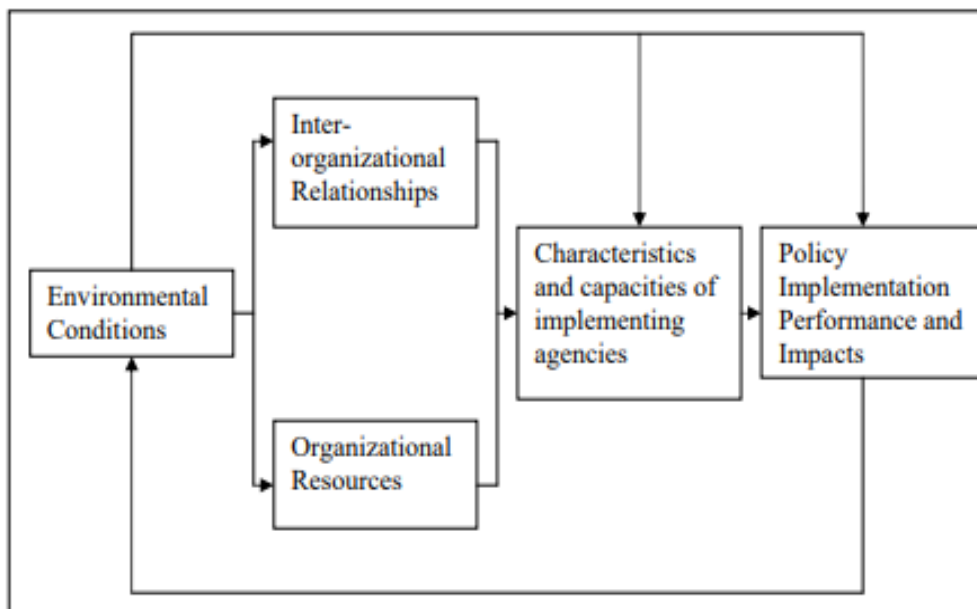 Inter-
organizational
Relationships
Environmental
Conditions
Organizational
Resources
Characteristics
and capacities of
implementing
agencies
Policy
Implementation
Performance and
Impacts